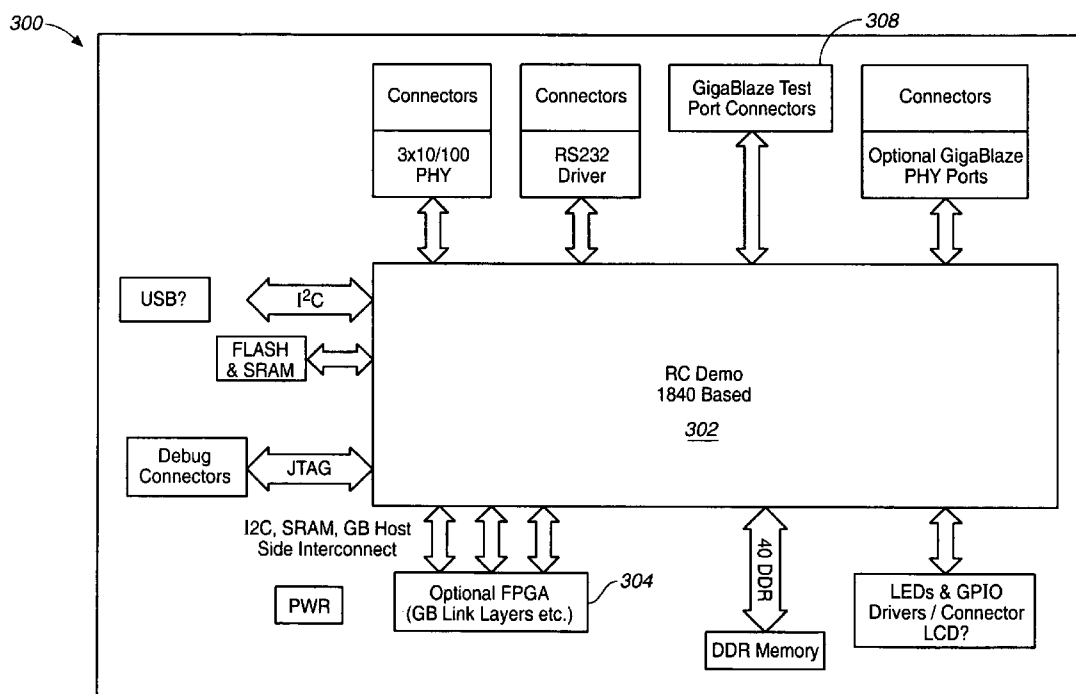 300
308
Connectors
3x10/100
PHY
Connectors
RS232
Driver
GigaBlaze Test
Port Connectors
Connectors
Optional GigaBlaze
PHY Ports
USB?
I²C
FLASH
& SRAM
RC Demo
1840 Based
302
Debug
Connectors
JTAG
I2C, SRAM, GB Host
Side Interconnect
40 DDR
PWR
Optional FPGA
(GB Link Layers etc.)
304
DDR Memory
LEDs & GPIO
Drivers / Connector
LCD?